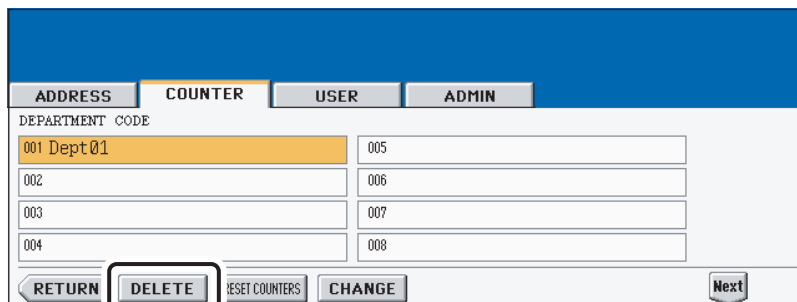 ADDRESS COUNTER USER ADMIN
DEPARTMENT CODE
001 Dept01 005
002 006
003 007
004 008
RETURN DELETE RESET COUNTERS CHANGE Next